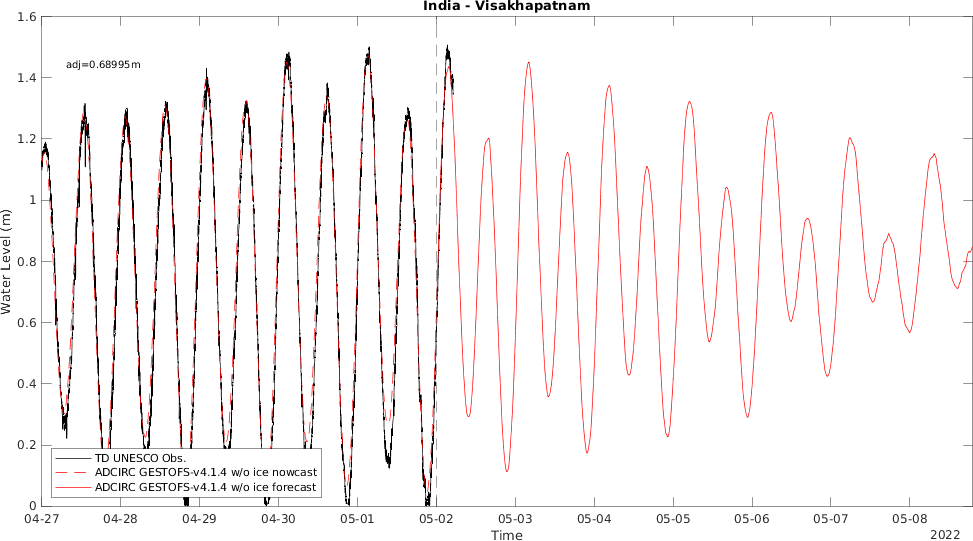 India - Visakhapatnam
adj=0.68995m
1.6
1.4
1.2
1
0.8
0.6
0.4
0.2
0
Water Level (m)
TD UNESCO Obs.
ADCIRC GESTOFS-v4.1.4 w/o ice nowcast
ADCIRC GESTOFS-v4.1.4 w/o ice forecast
04-27 04-28 04-29 04-30 05-01 05-02 05-03 05-04 05-05 05-06 05-07 05-08
Time
2022